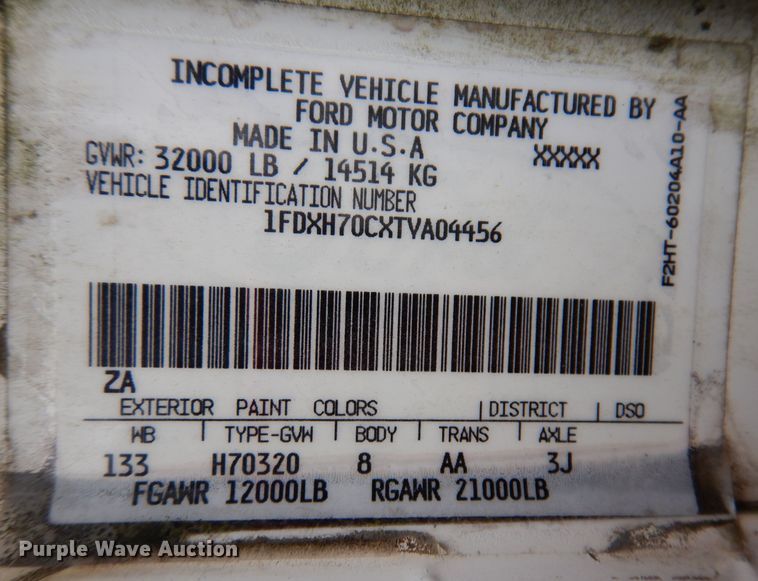 INCOMPLETE VEHICLE MANUFACTURED BY
FORD MOTOR COMPANY
MADE IN U.S.A
XXXXX
GVWR: 32000 LB / 14514 KG
VEHICLE IDENTIFICATION NUMBER
1FDXH70CXTVA04456
F2HT-60204A10-AA
ZA
EXTERIOR PAINT COLORS | DISTRICT | DSO
WB | TYPE-GVW | BODY | TRANS | AXLE
133 H70320 8 AA 3J
FGAWR 12000LB RGAWR 21000LB
Purple Wave Auction